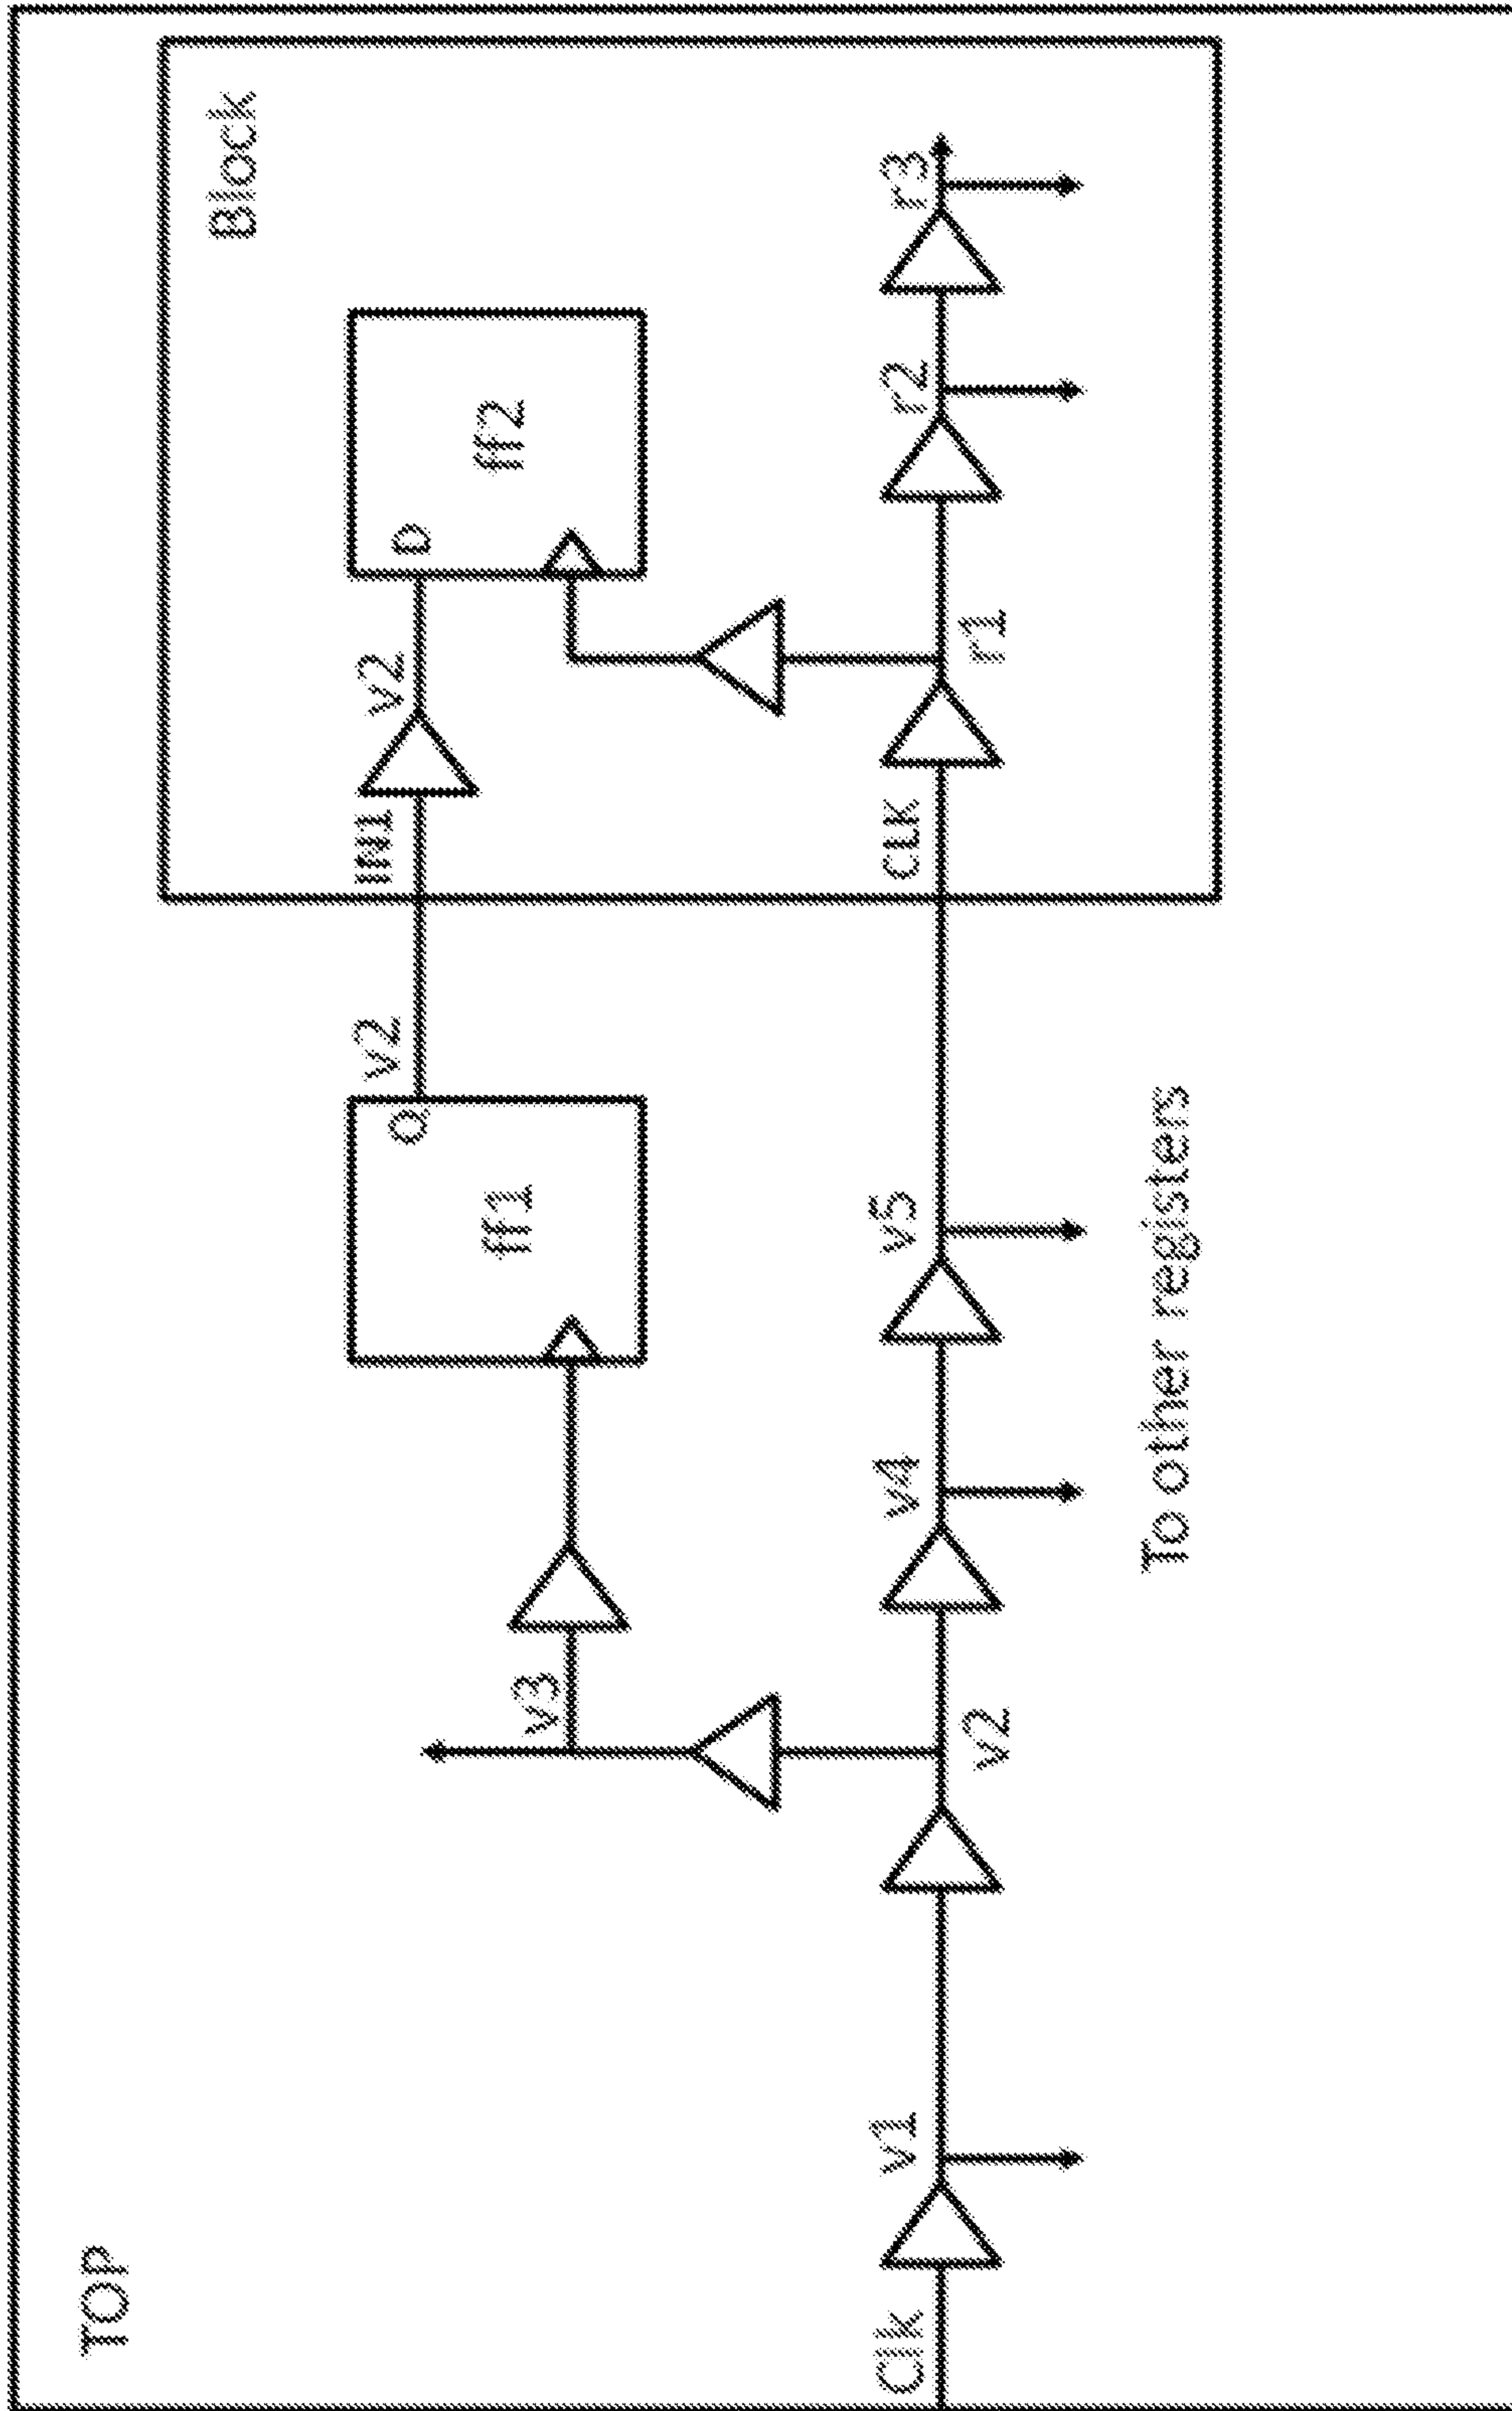 TOP
Block
ff1
Q
v2
IN1
v2
D
ff2
v3
Clk
v1
v2
v4
v5
CLK
r1
r2
r3
To other registers